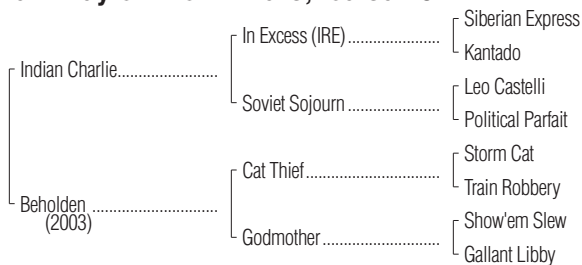 Siberian Express
In Excess (IRE)
Kantado
Indian Charlie
Leo Castelli
Soviet Sojourn
Political Parfait
Storm Cat
Cat Thief
Train Robbery
Beholden
(2003)
Show'em Slew
Godmother
Gallant Libby